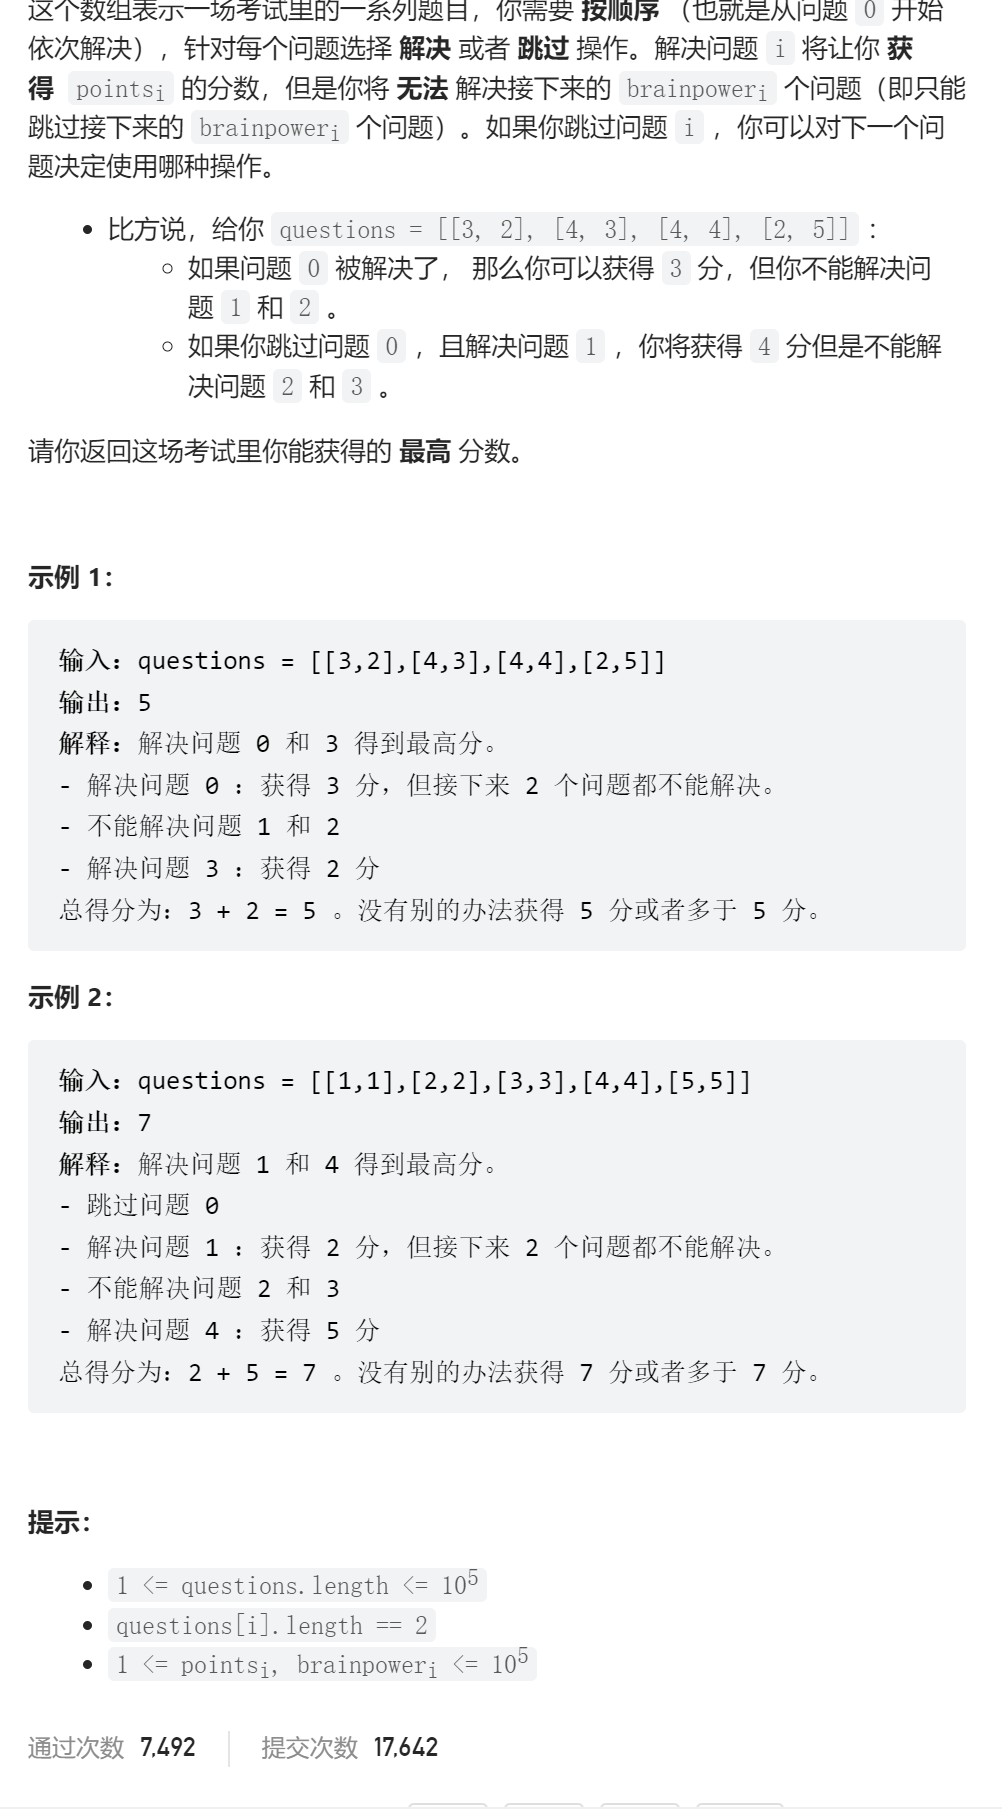 这个数组表示一场考试里的一系列题目，你需要 按顺序 （也就是从问题 0 开始
依次解决），针对每个问题选择 解决 或者 跳过 操作。解决问题 i 将让你 获
得 pointsi 的分数，但是你将 无法 解决接下来的 brainpoweri 个问题（即只能
跳过接下来的 brainpoweri 个问题）。如果你跳过问题 i ，你可以对下一个问
题决定使用哪种操作。
• 比方说，给你 questions = [[3, 2], [4, 3], [4, 4], [2, 5]] ：
◦ 如果问题 0 被解决了， 那么你可以获得 3 分，但你不能解决问
题 1 和 2 。
◦ 如果你跳过问题 0 ，且解决问题 1 ，你将获得 4 分但是不能解
决问题 2 和 3 。
请你返回这场考试里你能获得的 最高 分数。
示例 1：
输入：questions = [[3,2],[4,3],[4,4],[2,5]]
输出：5
解释：解决问题 0 和 3 得到最高分。
- 解决问题 0 ：获得 3 分，但接下来 2 个问题都不能解决。
- 不能解决问题 1 和 2
- 解决问题 3 ：获得 2 分
总得分为：3 + 2 = 5 。没有别的办法获得 5 分或者多于 5 分。
示例 2：
输入：questions = [[1,1],[2,2],[3,3],[4,4],[5,5]]
输出：7
解释：解决问题 1 和 4 得到最高分。
- 跳过问题 0
- 解决问题 1 ：获得 2 分，但接下来 2 个问题都不能解决。
- 不能解决问题 2 和 3
- 解决问题 4 ：获得 5 分
总得分为：2 + 5 = 7 。没有别的办法获得 7 分或者多于 7 分。
提示：
• 1 <= questions.length <= 10⁵
• questions[i].length == 2
• 1 <= pointsi, brainpoweri <= 10⁵
通过次数 7,492 提交次数 17,642